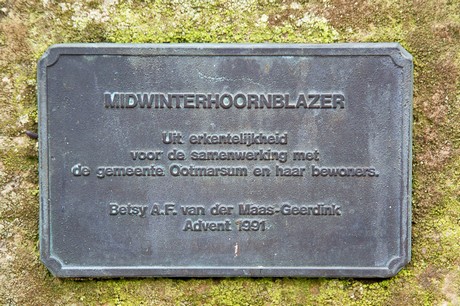 MIDWINTERHOORNBLAZER
Uit erkentelijkheid
voor de samenwerking met
de gemeente Ootmarsum en haar bewoners.
Betsy A.F. van der Maas-Geerdink
Advent 1991